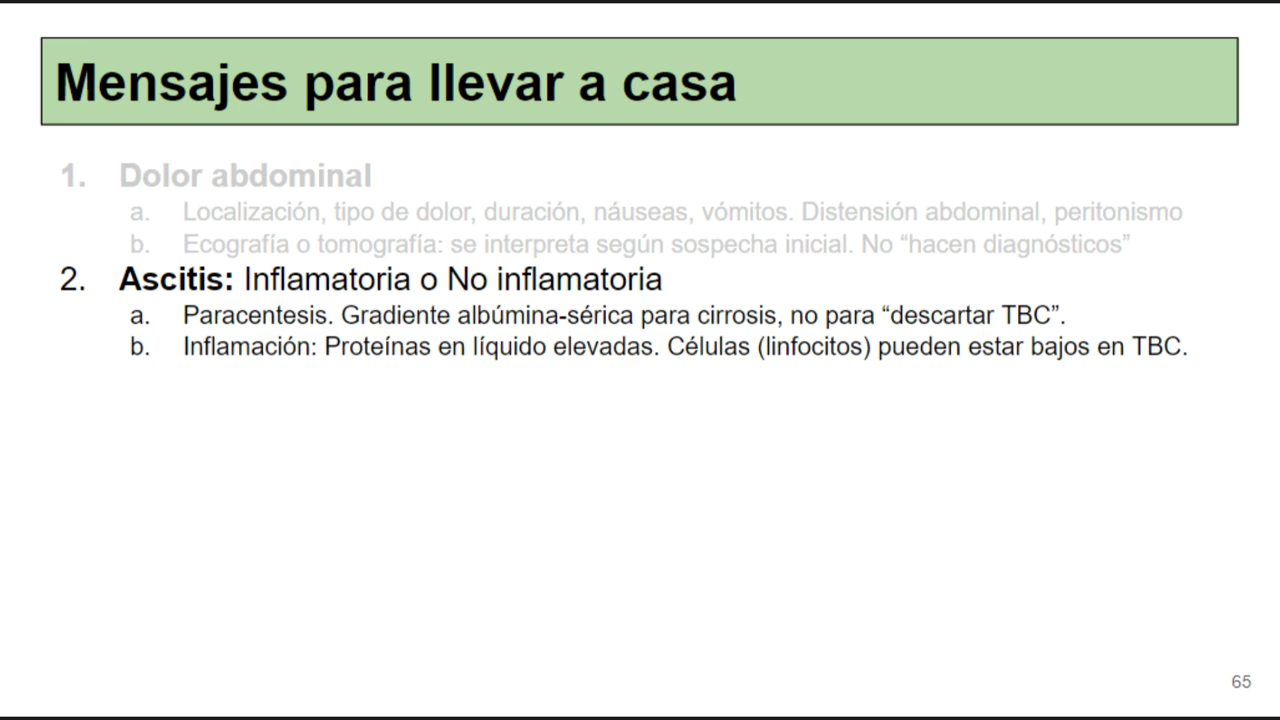 Mensajes para llevar a casa
1. Dolor abdominal
a. Localización, tipo de dolor, duración, náuseas, vómitos. Distensión abdominal, peritonismo
b. Ecografía o tomografía: se interpreta según sospecha inicial. No “hacen diagnósticos”
2. Ascitis: Inflamatoria o No inflamatoria
a. Paracentesis. Gradiente albúmina-sérica para cirrosis, no para “descartar TBC”.
b. Inflamación: Proteínas en líquido elevadas. Células (linfocitos) pueden estar bajos en TBC.
65